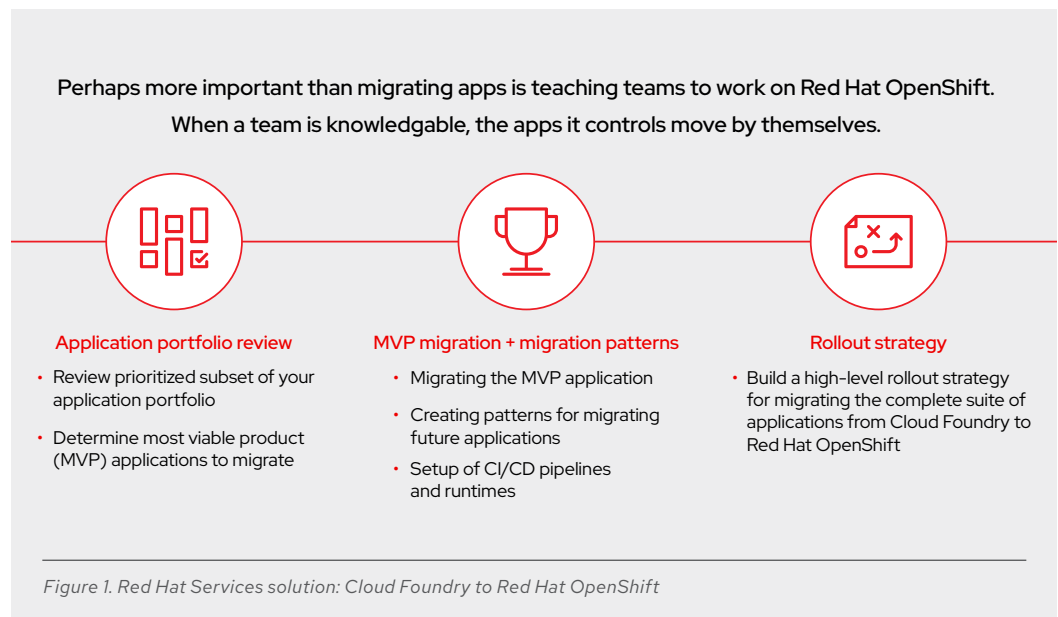 Perhaps more important than migrating apps is teaching teams to work on Red Hat OpenShift.
When a team is knowledgable, the apps it controls move by themselves.
Application portfolio review
• Review prioritized subset of your
application portfolio
• Determine most viable product
(MVP) applications to migrate
MVP migration + migration patterns
• Migrating the MVP application
• Creating patterns for migrating
future applications
• Setup of CI/CD pipelines
and runtimes
Rollout strategy
• Build a high-level rollout strategy
for migrating the complete suite of
applications from Cloud Foundry to
Red Hat OpenShift
Figure 1. Red Hat Services solution: Cloud Foundry to Red Hat OpenShift